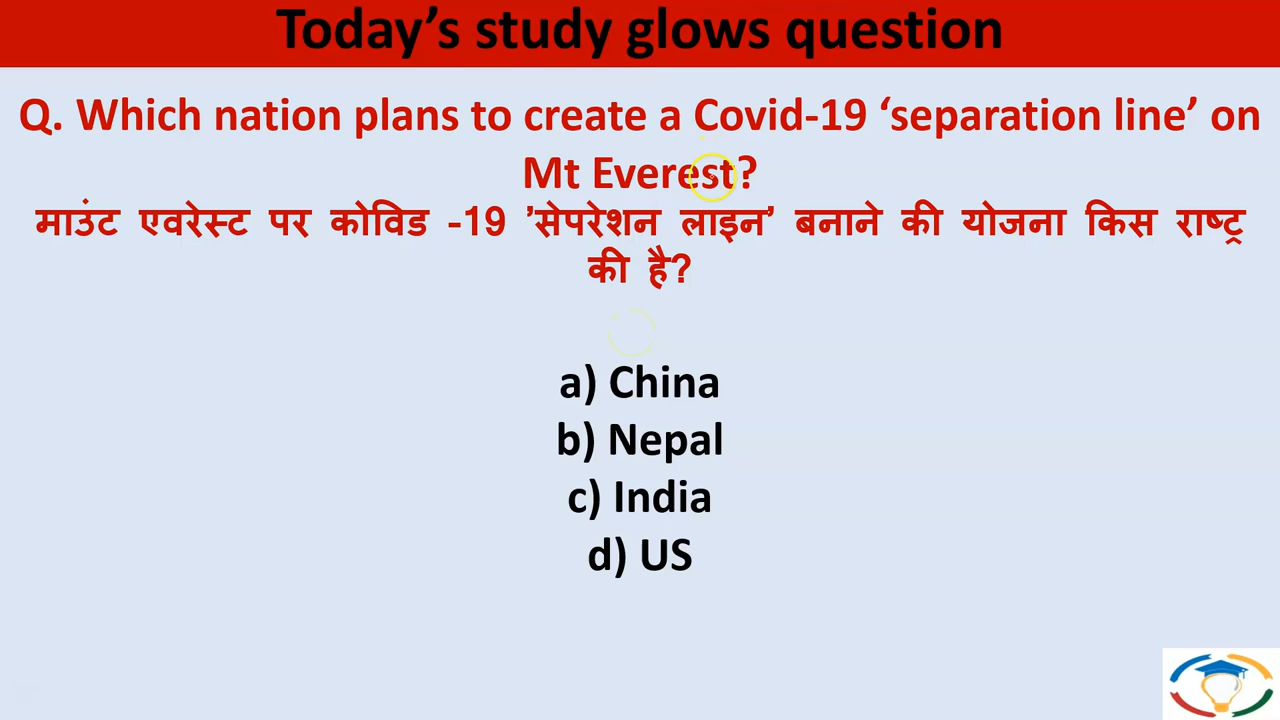 Today’s study glows question
Q. Which nation plans to create a Covid-19 ‘separation line’ on
Mt Everest?
माउंट एवरेस्ट पर कोविड -19 ’सेपरेशन लाइन’ बनाने की योजना किस राष्ट्र
की है?
a) China
b) Nepal
c) India
d) US